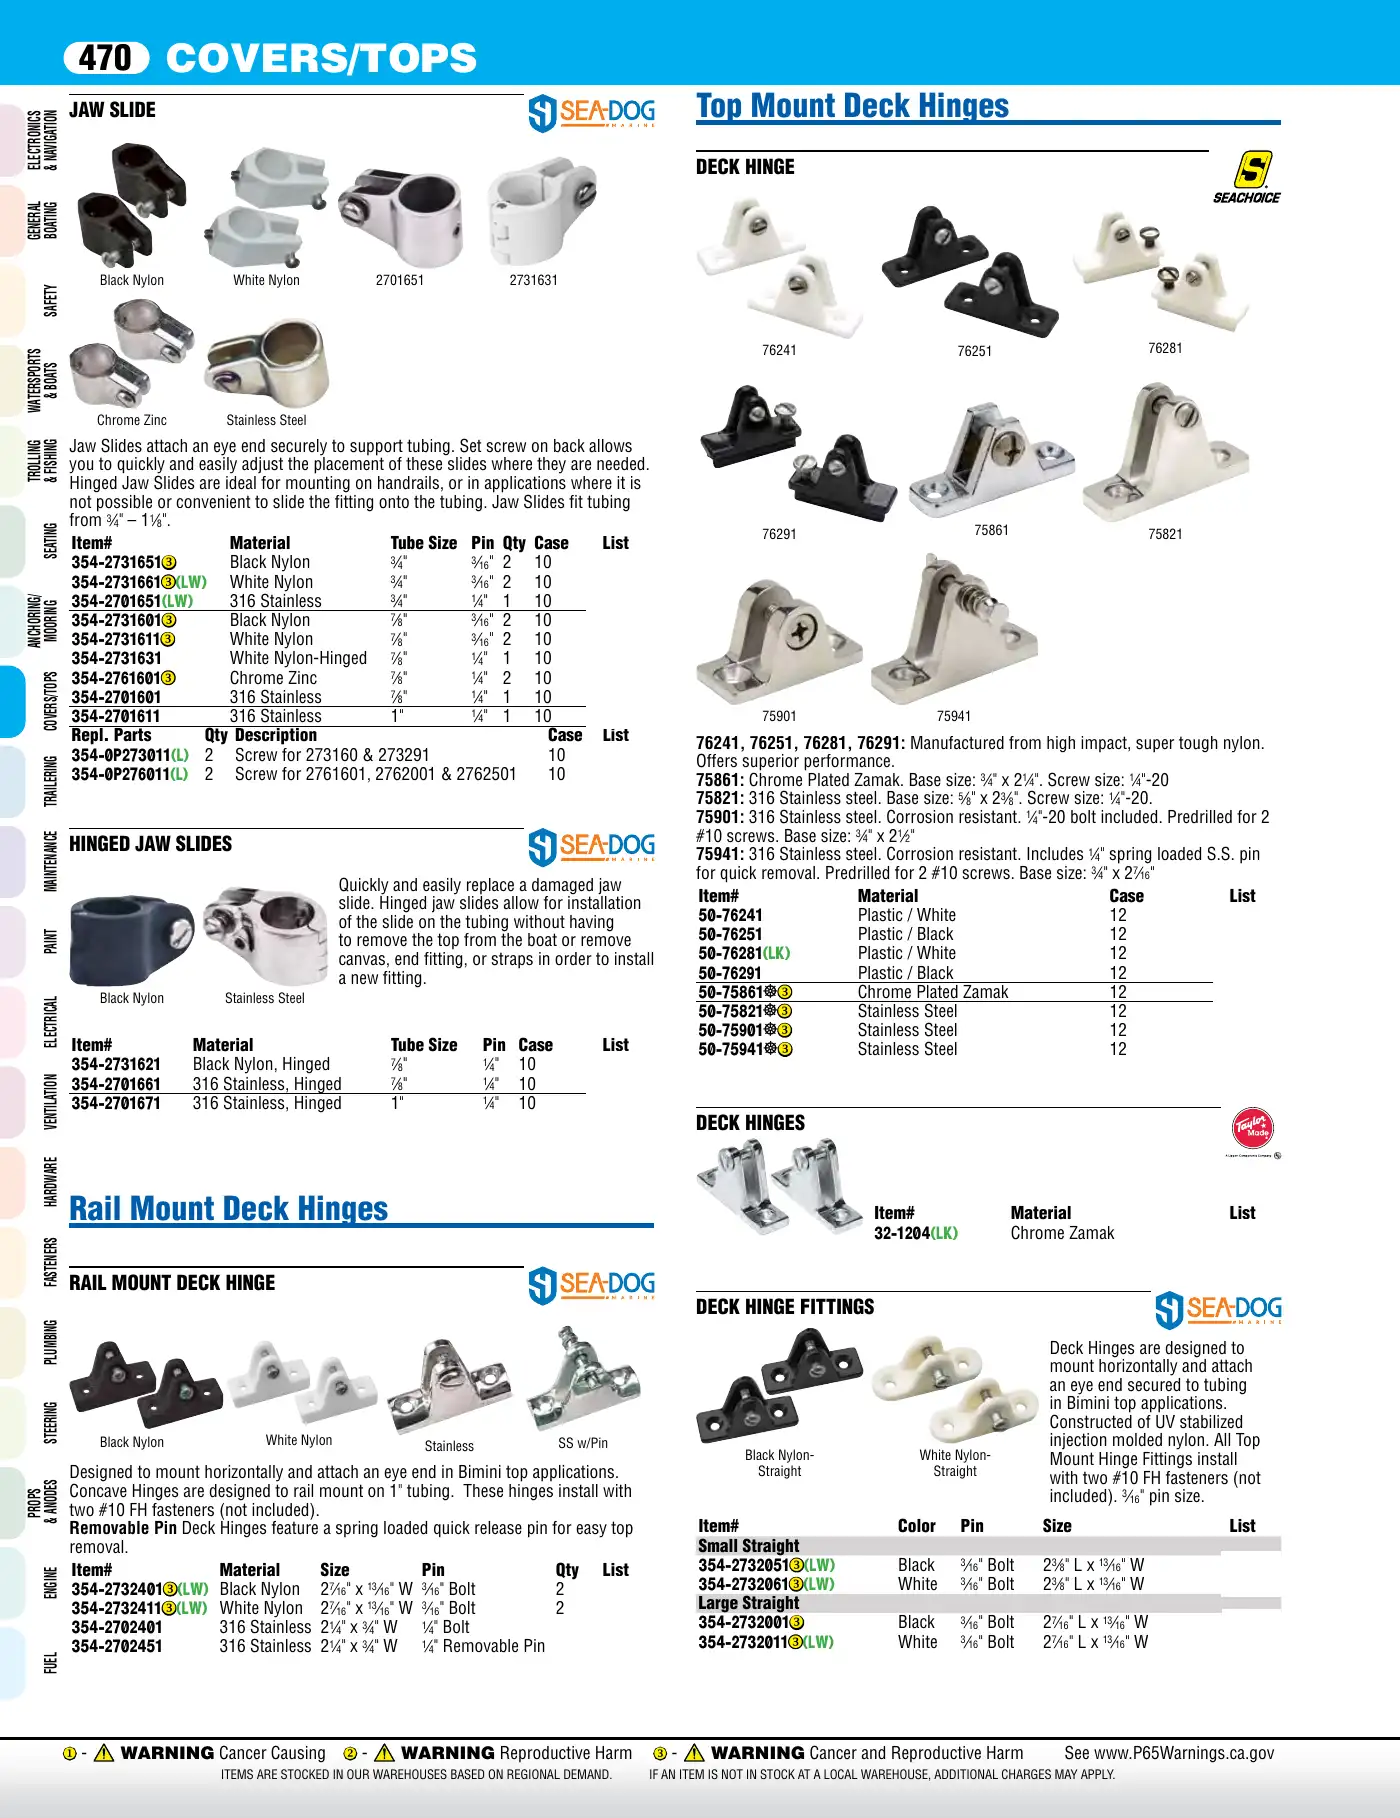 470 COVERS/TOPS
ELECTRONICS
& NAVIGATION
GENERAL
BOATING
SAFETY
WATERSPORTS
& BOATS
TROLLING
& FISHING
SEATING
ANCHORING/
MOORING
COVERS/TOPS
TRAILERING
MAINTENANCE
PAINT
ELECTRICAL
VENTILATION
HARDWARE
FASTENERS
PLUMBING
STEERING
PROPS
& ANODES
ENGINE
FUEL
JAW SLIDE
SEA-DOG
MARINE
Black Nylon White Nylon 2701651 2731631
Chrome Zinc Stainless Steel
Jaw Slides attach an eye end securely to support tubing. Set screw on back allows
you to quickly and easily adjust the placement of these slides where they are needed.
Hinged Jaw Slides are ideal for mounting on handrails, or in applications where it is
not possible or convenient to slide the fitting onto the tubing. Jaw Slides fit tubing
from ¾" – 1⅛".
Item# Material Tube Size Pin Qty Case List
354-2731651③ Black Nylon ¾" 3⁄16" 2 10
354-2731661③(LW) White Nylon ¾" 3⁄16" 2 10
354-2701651(LW) 316 Stainless ¾" ¼" 1 10
354-2731601③ Black Nylon ⅞" 3⁄16" 2 10
354-2731611③ White Nylon ⅞" 3⁄16" 2 10
354-2731631 White Nylon-Hinged ⅞" ¼" 1 10
354-2761601③ Chrome Zinc ⅞" ¼" 2 10
354-2701601 316 Stainless ⅞" ¼" 1 10
354-2701611 316 Stainless 1" ¼" 1 10
Repl. Parts Qty Description Case List
354-0P273011(L) 2 Screw for 273160 & 273291 10
354-0P276011(L) 2 Screw for 2761601, 2762001 & 2762501 10
HINGED JAW SLIDES
SEA-DOG
MARINE
Quickly and easily replace a damaged jaw
slide. Hinged jaw slides allow for installation
of the slide on the tubing without having
to remove the top from the boat or remove
canvas, end fitting, or straps in order to install
a new fitting.
Black Nylon Stainless Steel
Item# Material Tube Size Pin Case List
354-2731621 Black Nylon, Hinged ⅞" ¼" 10
354-2701661 316 Stainless, Hinged ⅞" ¼" 10
354-2701671 316 Stainless, Hinged 1" ¼" 10
Rail Mount Deck Hinges
RAIL MOUNT DECK HINGE
SEA-DOG
MARINE
Black Nylon White Nylon Stainless SS w/Pin
Designed to mount horizontally and attach an eye end in Bimini top applications.
Concave Hinges are designed to rail mount on 1" tubing. These hinges install with
two #10 FH fasteners (not included).
Removable Pin Deck Hinges feature a spring loaded quick release pin for easy top
removal.
Item# Material Size Pin Qty List
354-2732401③(LW) Black Nylon 2 7⁄16" x 13⁄16" W 3⁄16" Bolt 2
354-2732411③(LW) White Nylon 2 7⁄16" x 13⁄16" W 3⁄16" Bolt 2
354-2702401 316 Stainless 2¼" x ¾" W ¼" Bolt
354-2702451 316 Stainless 2¼" x ¾" W ¼" Removable Pin
Top Mount Deck Hinges
DECK HINGE
S
SEACHOICE
76241 76251 76281
76291 75861 75821
75901 75941
76241, 76251, 76281, 76291: Manufactured from high impact, super tough nylon.
Offers superior performance.
75861: Chrome Plated Zamak. Base size: ¾" x 2¼". Screw size: ¼"-20
75821: 316 Stainless steel. Base size: ⅝" x 2⅜". Screw size: ¼"-20.
75901: 316 Stainless steel. Corrosion resistant. ¼"-20 bolt included. Predrilled for 2
#10 screws. Base size: ¾" x 2½"
75941: 316 Stainless steel. Corrosion resistant. Includes ¼" spring loaded S.S. pin
for quick removal. Predrilled for 2 #10 screws. Base size: ¾" x 2 7⁄16"
Item# Material Case List
50-76241 Plastic / White 12
50-76251 Plastic / Black 12
50-76281(LK) Plastic / White 12
50-76291 Plastic / Black 12
50-75861③ Chrome Plated Zamak 12
50-75821③ Stainless Steel 12
50-75901③ Stainless Steel 12
50-75941③ Stainless Steel 12
DECK HINGES
Taylor
Made
Item# Material List
32-1204(LK) Chrome Zamak
DECK HINGE FITTINGS
SEA-DOG
MARINE
Deck Hinges are designed to
mount horizontally and attach
an eye end secured to tubing
in Bimini top applications.
Constructed of UV stabilized
injection molded nylon. All Top
Mount Hinge Fittings install
with two #10 FH fasteners (not
included). 3⁄16" pin size.
Black Nylon-
Straight
White Nylon-
Straight
Item# Color Pin Size List
Small Straight
354-2732051③(LW) Black 3⁄16" Bolt 2⅜" L x 13⁄16" W
354-2732061③(LW) White 3⁄16" Bolt 2⅜" L x 13⁄16" W
Large Straight
354-2732001③ Black 3⁄16" Bolt 2 7⁄16" L x 13⁄16" W
354-2732011③(LW) White 3⁄16" Bolt 2 7⁄16" L x 13⁄16" W
① - ⚠ WARNING Cancer Causing ② - ⚠ WARNING Reproductive Harm ③ - ⚠ WARNING Cancer and Reproductive Harm See www.P65Warnings.ca.gov
ITEMS ARE STOCKED IN OUR WAREHOUSES BASED ON REGIONAL DEMAND. IF AN ITEM IS NOT IN STOCK AT A LOCAL WAREHOUSE, ADDITIONAL CHARGES MAY APPLY.